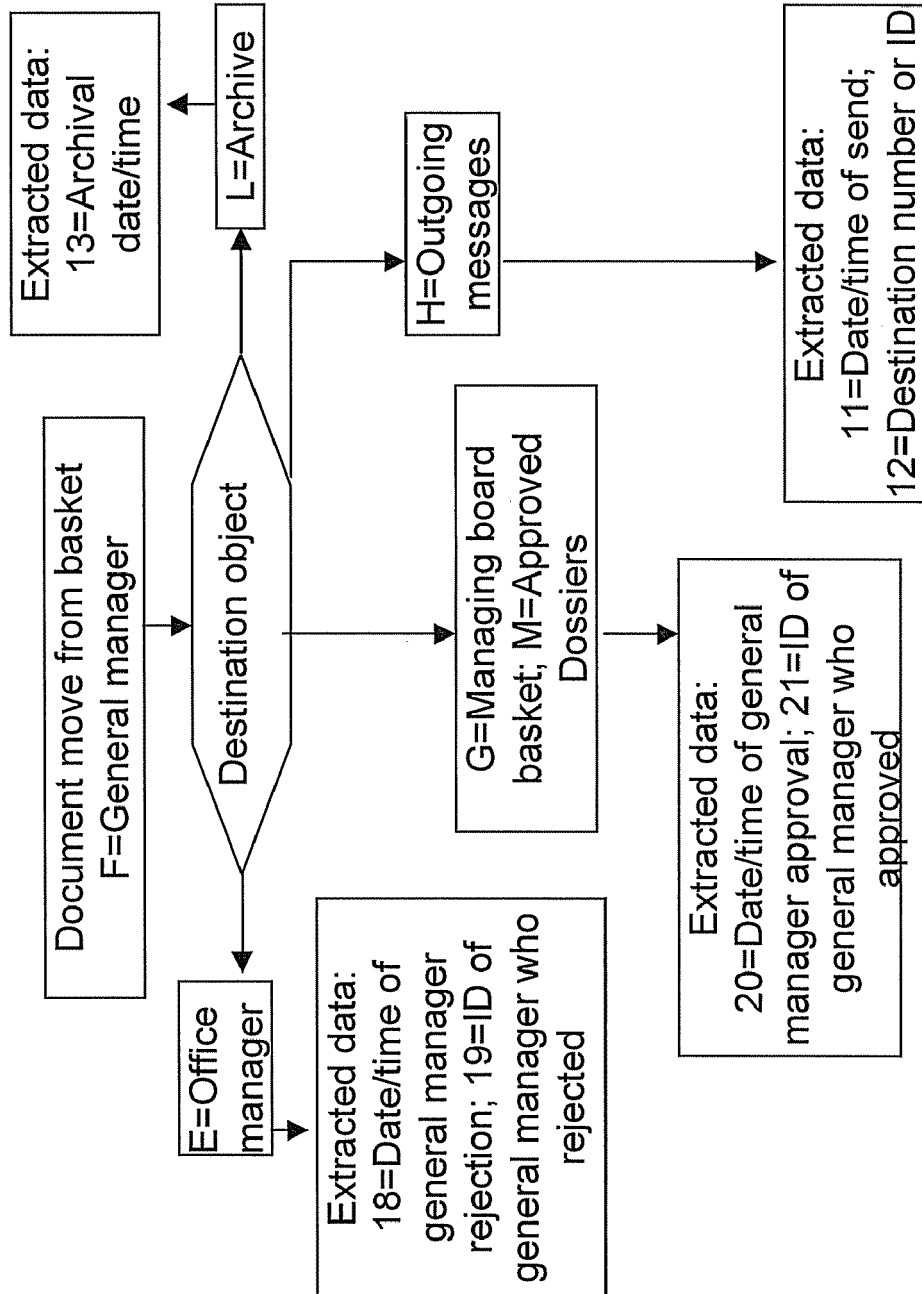 Document move from basket
F=General manager
Destination object
E=Office
manager
Extracted data:
18=Date/time of
general manager
rejection; 19=ID of
general manager who
rejected
G=Managing board
basket; M=Approved
Dossiers
Extracted data:
20=Date/time of general
manager approval; 21=ID of
general manager who
approved
H=Outgoing
messages
Extracted data:
11=Date/time of send;
12=Destination number or ID
L=Archive
Extracted data:
13=Archival
date/time